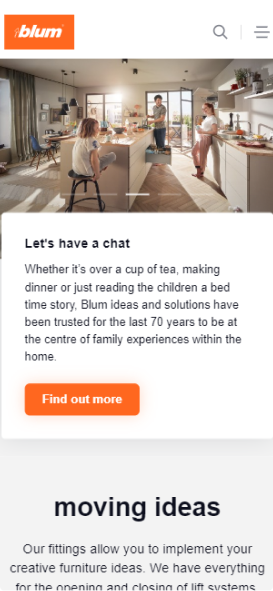 blum
Let's have a chat
Whether it's over a cup of tea, making
dinner or just reading the children a bed
time story, Blum ideas and solutions have
been trusted for the last 70 years to be at
the centre of family experiences within the
home.
Find out more
moving ideas
Our fittings allow you to implement your
creative furniture ideas. We have everything
for the opening and closing of lift systems,